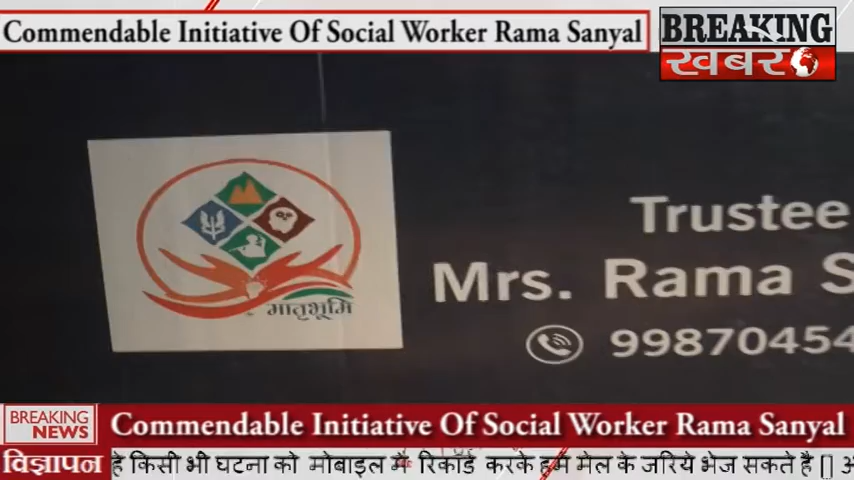 Commendable Initiative Of Social Worker Rama Sanyal
BREAKING
खबर
मातृभूमि
Trustee
Mrs. Rama S
99870454
BREAKING
NEWS
Commendable Initiative Of Social Worker Rama Sanyal
विज्ञापन
है किसी भी घटना को मोबाइल में रिकार्ड करके हमे मेल के जरिये भेज सकते है []